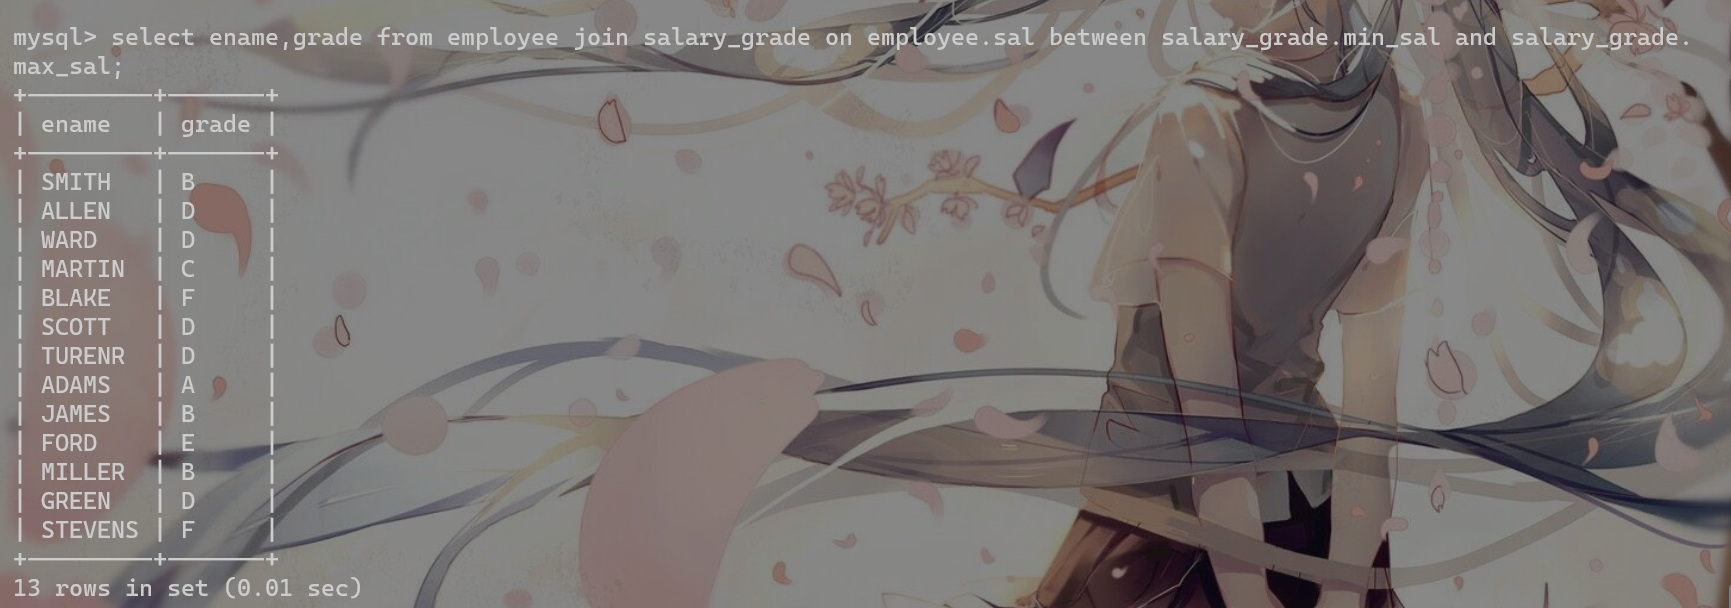 mysql> select ename,grade from employee join salary_grade on employee.sal between salary_grade.min_sal and salary_grade.
max_sal;
+---------+--------+
| ename   | grade |
+---------+--------+
| SMITH   | B     |
| ALLEN   | D     |
| WARD    | D     |
| MARTIN  | C     |
| BLAKE   | F     |
| SCOTT   | D     |
| TURENR  | D     |
| ADAMS   | A     |
| JAMES   | B     |
| FORD    | E     |
| MILLER  | B     |
| GREEN   | D     |
| STEVENS | F     |
+---------+--------+
13 rows in set (0.01 sec)